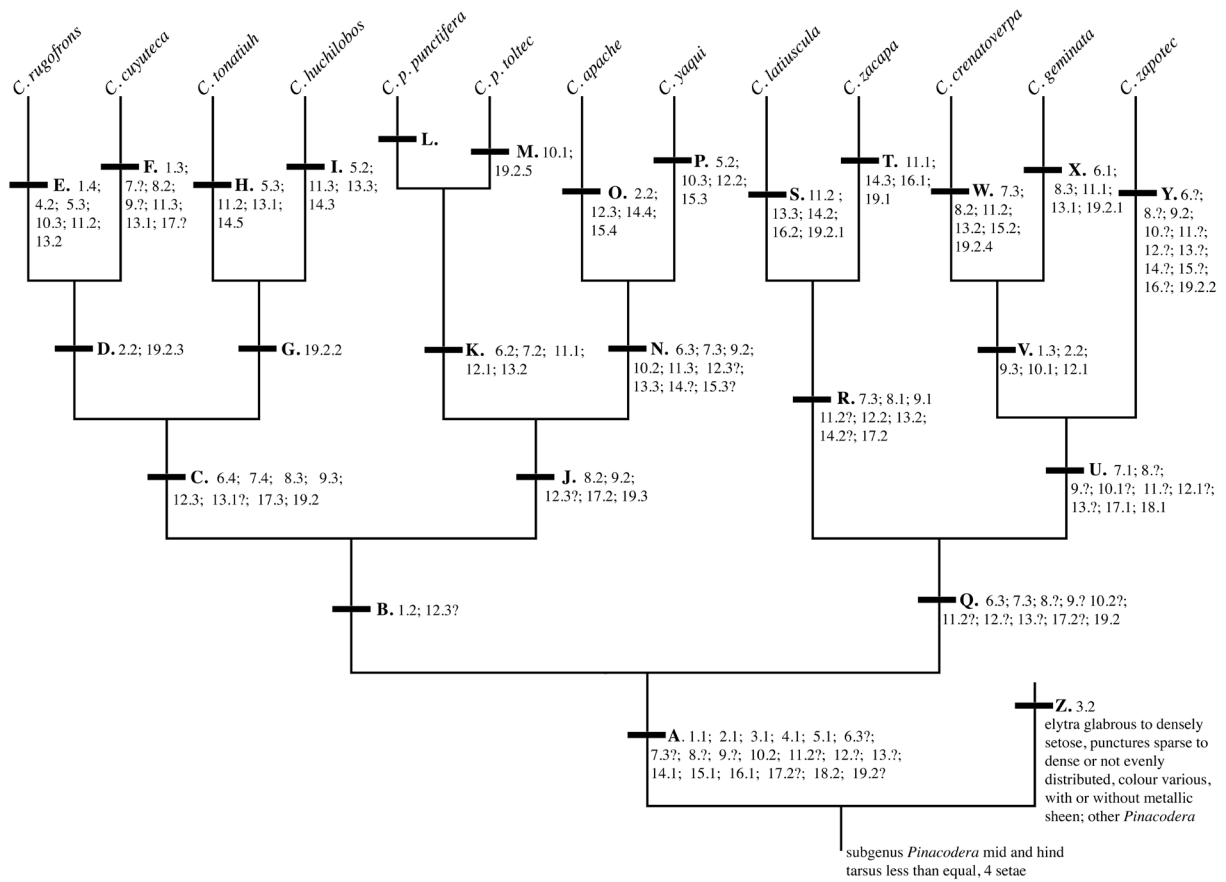 C. rugofrons
C. cuyuteca
C. tonatiuh
C. huchilobos
C. p. punctifera
C. p. toltec
C. apache
C. yaqui
C. latiuscula
C. zacapa
C. crenatoverpa
C. geminata
C. zapotec
E. 1.4;
4.2; 5.3;
10.3; 11.2;
13.2
F. 1.3;
7.?; 8.2;
9.?; 11.3;
13.1; 17.?
H. 5.3;
11.2; 13.1;
14.5
I. 5.2;
11.3; 13.3;
14.3
L.
M. 10.1;
19.2.5
O. 2.2;
12.3; 14.4;
15.4
P. 5.2;
10.3; 12.2;
15.3
S. 11.2 ;
13.3; 14.2;
16.2; 19.2.1
T. 11.1;
14.3; 16.1;
19.1
W. 7.3;
8.2; 11.2;
13.2; 15.2;
19.2.4
X. 6.1;
8.3; 11.1;
13.1; 19.2.1
Y. 6.?;
8.?; 9.2;
10.?; 11.?;
12.?; 13.?;
14.?; 15.?;
16.?; 19.2.2
D. 2.2; 19.2.3
G. 19.2.2
K. 6.2; 7.2; 11.1;
12.1; 13.2
N. 6.3; 7.3; 9.2;
10.2; 11.3; 12.3?;
13.3; 14.?; 15.3?
R. 7.3; 8.1; 9.1
11.2?; 12.2; 13.2;
14.2?; 17.2
V. 1.3; 2.2;
9.3; 10.1; 12.1
C. 6.4; 7.4; 8.3; 9.3;
12.3; 13.1?; 17.3; 19.2
J. 8.2; 9.2;
12.3?; 17.2; 19.3
U. 7.1; 8.?;
9.?; 10.1?; 11.?; 12.1?;
13.?; 17.1; 18.1
B. 1.2; 12.3?
Q. 6.3; 7.3; 8.?; 9.? 10.2?;
11.2?; 12.?; 13.?; 17.2?; 19.2
A. 1.1; 2.1; 3.1; 4.1; 5.1; 6.3?;
7.3?; 8.?; 9.?; 10.2; 11.2?; 12.?; 13.?;
14.1; 15.1; 16.1; 17.2?; 18.2; 19.2?
Z. 3.2
elytra glabrous to densely
setose, punctures sparse to
dense or not evenly
distributed, colour various,
with or without metallic
sheen; other Pinacodera
subgenus Pinacodera mid and hind
tarsus less than equal, 4 setae